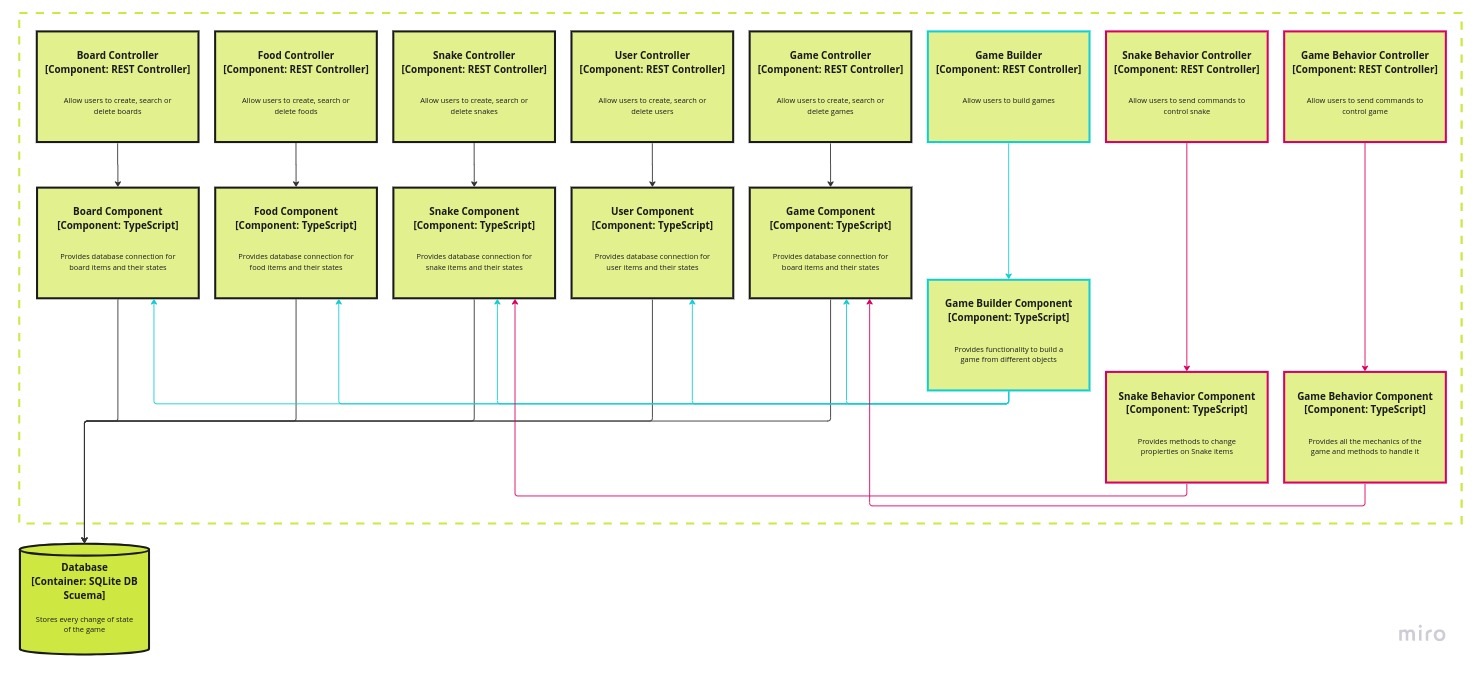 Board Controller
[Component: REST Controller]
Allow users to create, search or
delete boards
Food Controller
[Component: REST Controller]
Allow users to create, search or
delete foods
Snake Controller
[Component: REST Controller]
Allow users to create, search or
delete snakes
User Controller
[Component: REST Controller]
Allow users to create, search or
delete users
Game Controller
[Component: REST Controller]
Allow users to create, search or
delete games
Game Builder
[Component: REST Controller]
Allow users to build games
Snake Behavior Controller
[Component: REST Controller]
Allow users to send commands to
control snake
Game Behavior Controller
[Component: REST Controller]
Allow users to send commands to
control game
Board Component
[Component: TypeScript]
Provides database connection for
board items and their states
Food Component
[Component: TypeScript]
Provides database connection for
food items and their states
Snake Component
[Component: TypeScript]
Provides database connection for
snake items and their states
User Component
[Component: TypeScript]
Provides database connection for
user items and their states
Game Component
[Component: TypeScript]
Provides database connection for
board items and their states
Game Builder Component
[Component: TypeScript]
Provides functionality to build a
game from different objects
Snake Behavior Component
[Component: TypeScript]
Provides methods to change
propierties on Snake items
Game Behavior Component
[Component: TypeScript]
Provides all the mechanics of the
game and methods to handle it
Database
[Container: SQLite DB
Scuema]
Stores every change of state
of the game
miro